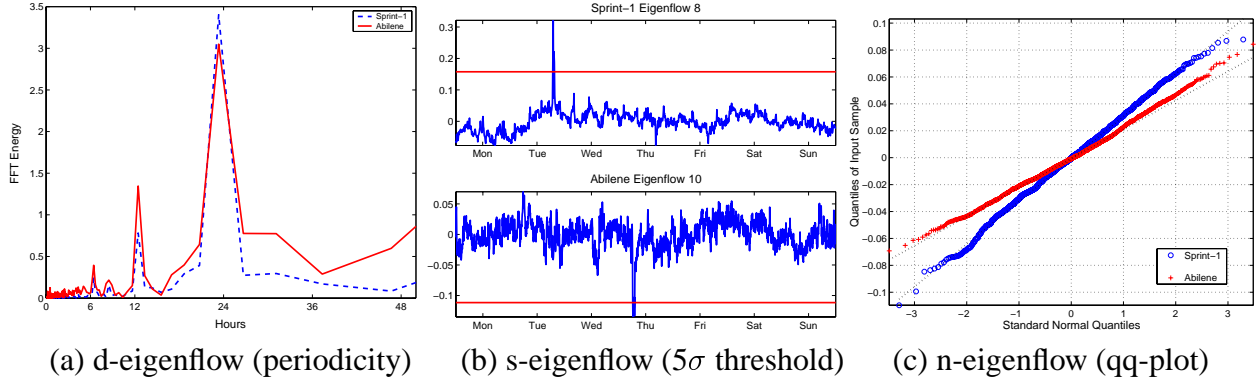 3.5
3
2.5
2
1.5
1
0.5
0
FFT Energy
Sprint-1
Abilene
0 6 12 24 36 48
Hours
(a) d-eigenflow (periodicity)
Sprint-1 Eigenflow 8
0.3
0.2
0.1
0
Mon Tue Wed Thu Fri Sat Sun
Abilene Eigenflow 10
0.05
0
-0.05
-0.1
Mon Tue Wed Thu Fri Sat Sun
(b) s-eigenflow (5σ threshold)
0.1
0.08
0.06
0.04
0.02
0
-0.02
-0.04
-0.06
-0.08
-0.1
Quantiles of Input Sample
Sprint-1
Abilene
-3 -2 -1 0 1 2 3
Standard Normal Quantiles
(c) n-eigenflow (qq-plot)